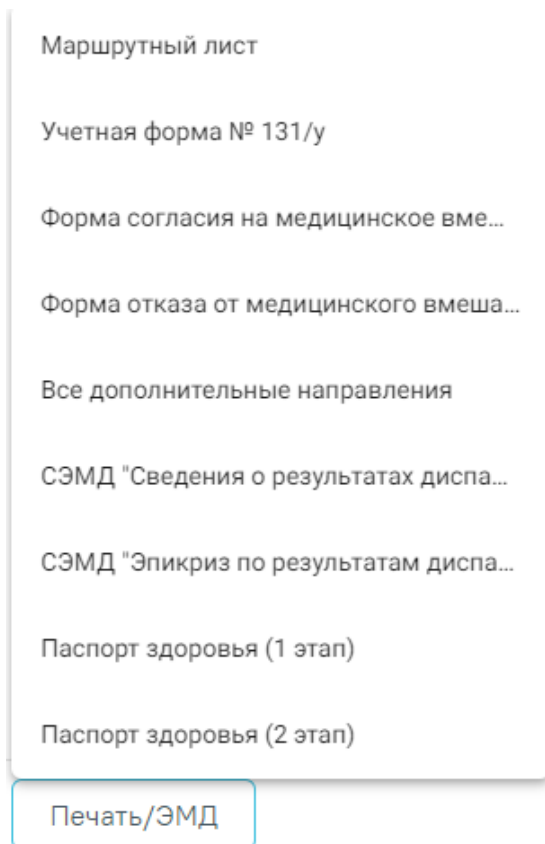 Маршрутный лист
Учетная форма № 131/у
Форма согласия на медицинское вме...
Форма отказа от медицинского вмеша...
Все дополнительные направления
СЭМД "Сведения о результатах диспа...
СЭМД "Эпикриз по результатам диспа...
Паспорт здоровья (1 этап)
Паспорт здоровья (2 этап)
Печать/ЭМД